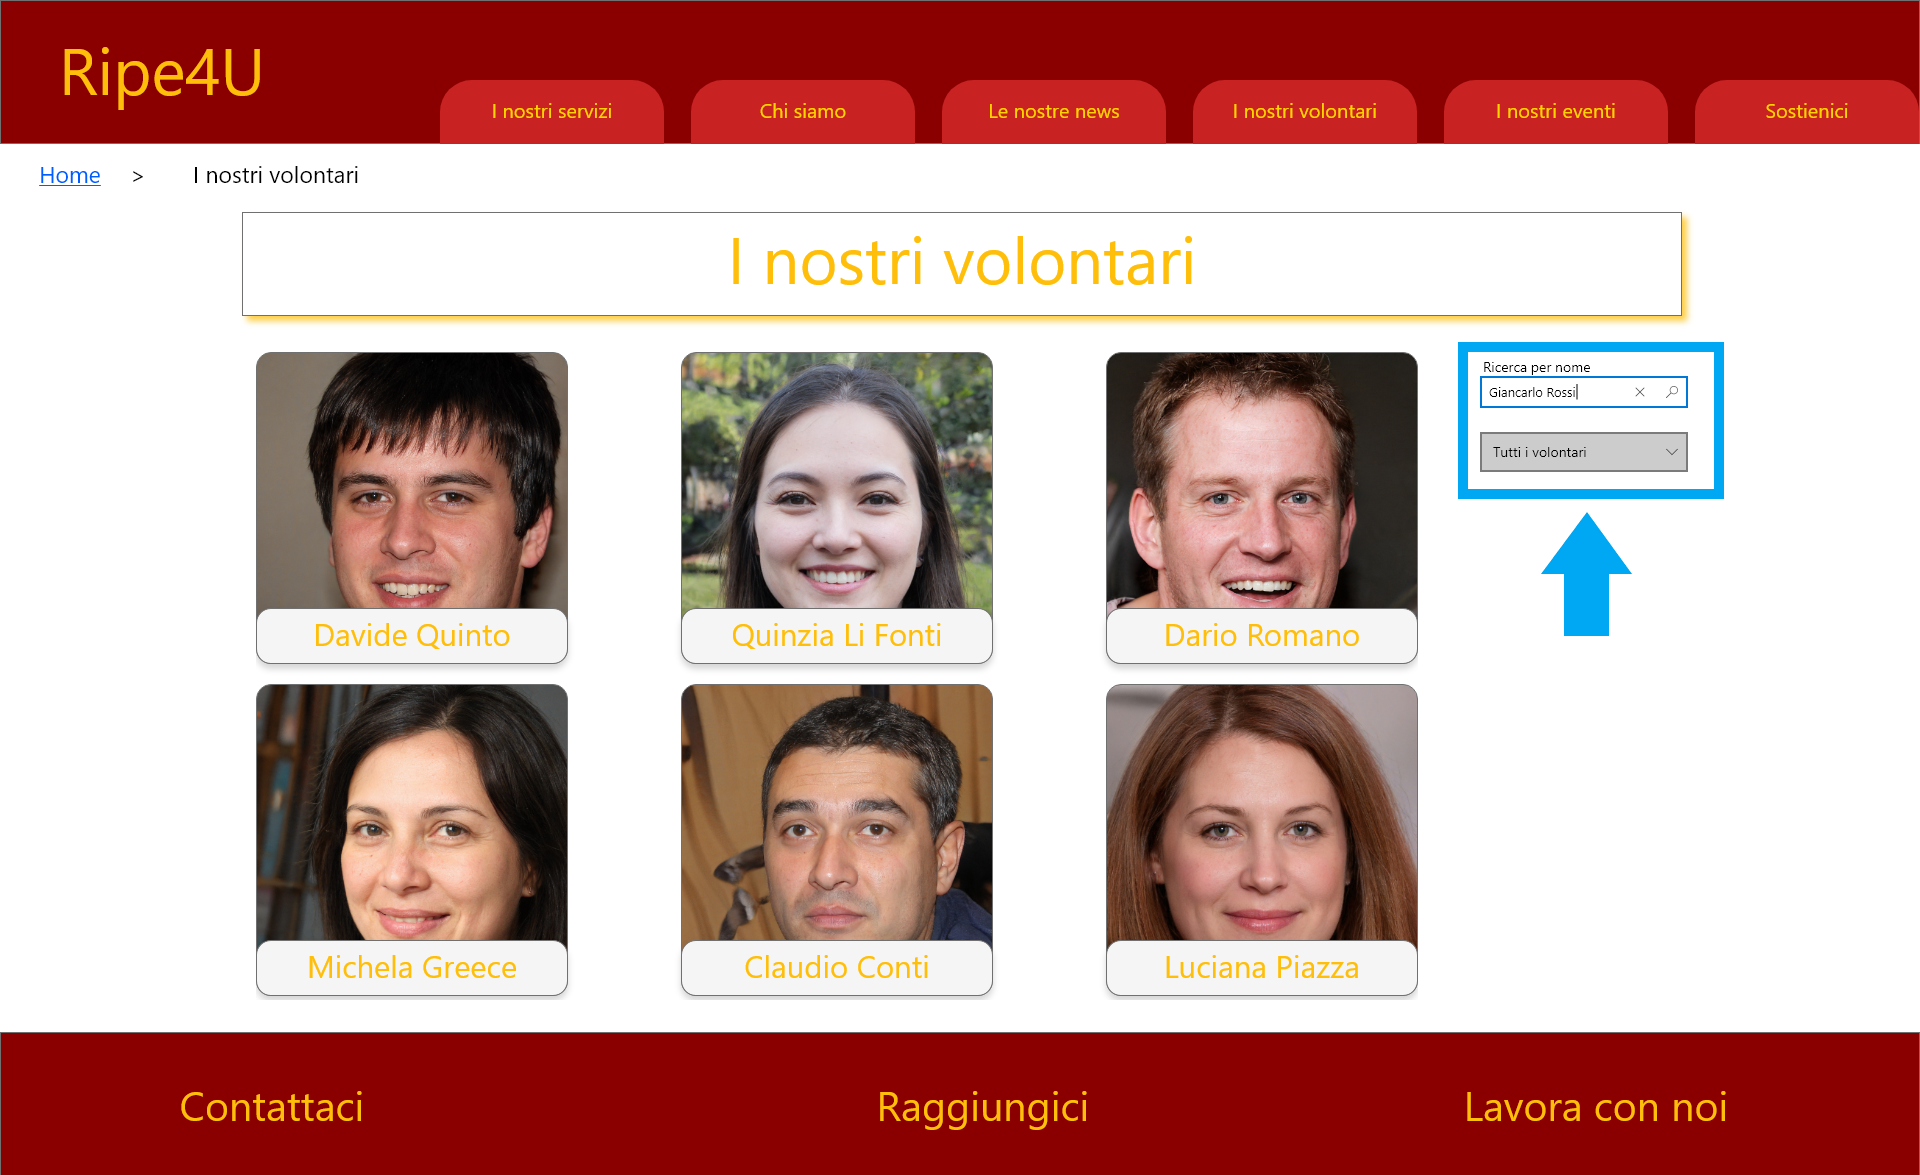 Ripe4U
I nostri servizi
Chi siamo
Le nostre news
I nostri volontari
I nostri eventi
Sostienici
Home > I nostri volontari
I nostri volontari
Ricerca per nome
Giancarlo Rossi
Tutti i volontari
Davide Quinto
Quinzia Li Fonti
Dario Romano
Michela Greece
Claudio Conti
Luciana Piazza
Contattaci
Raggiungici
Lavora con noi